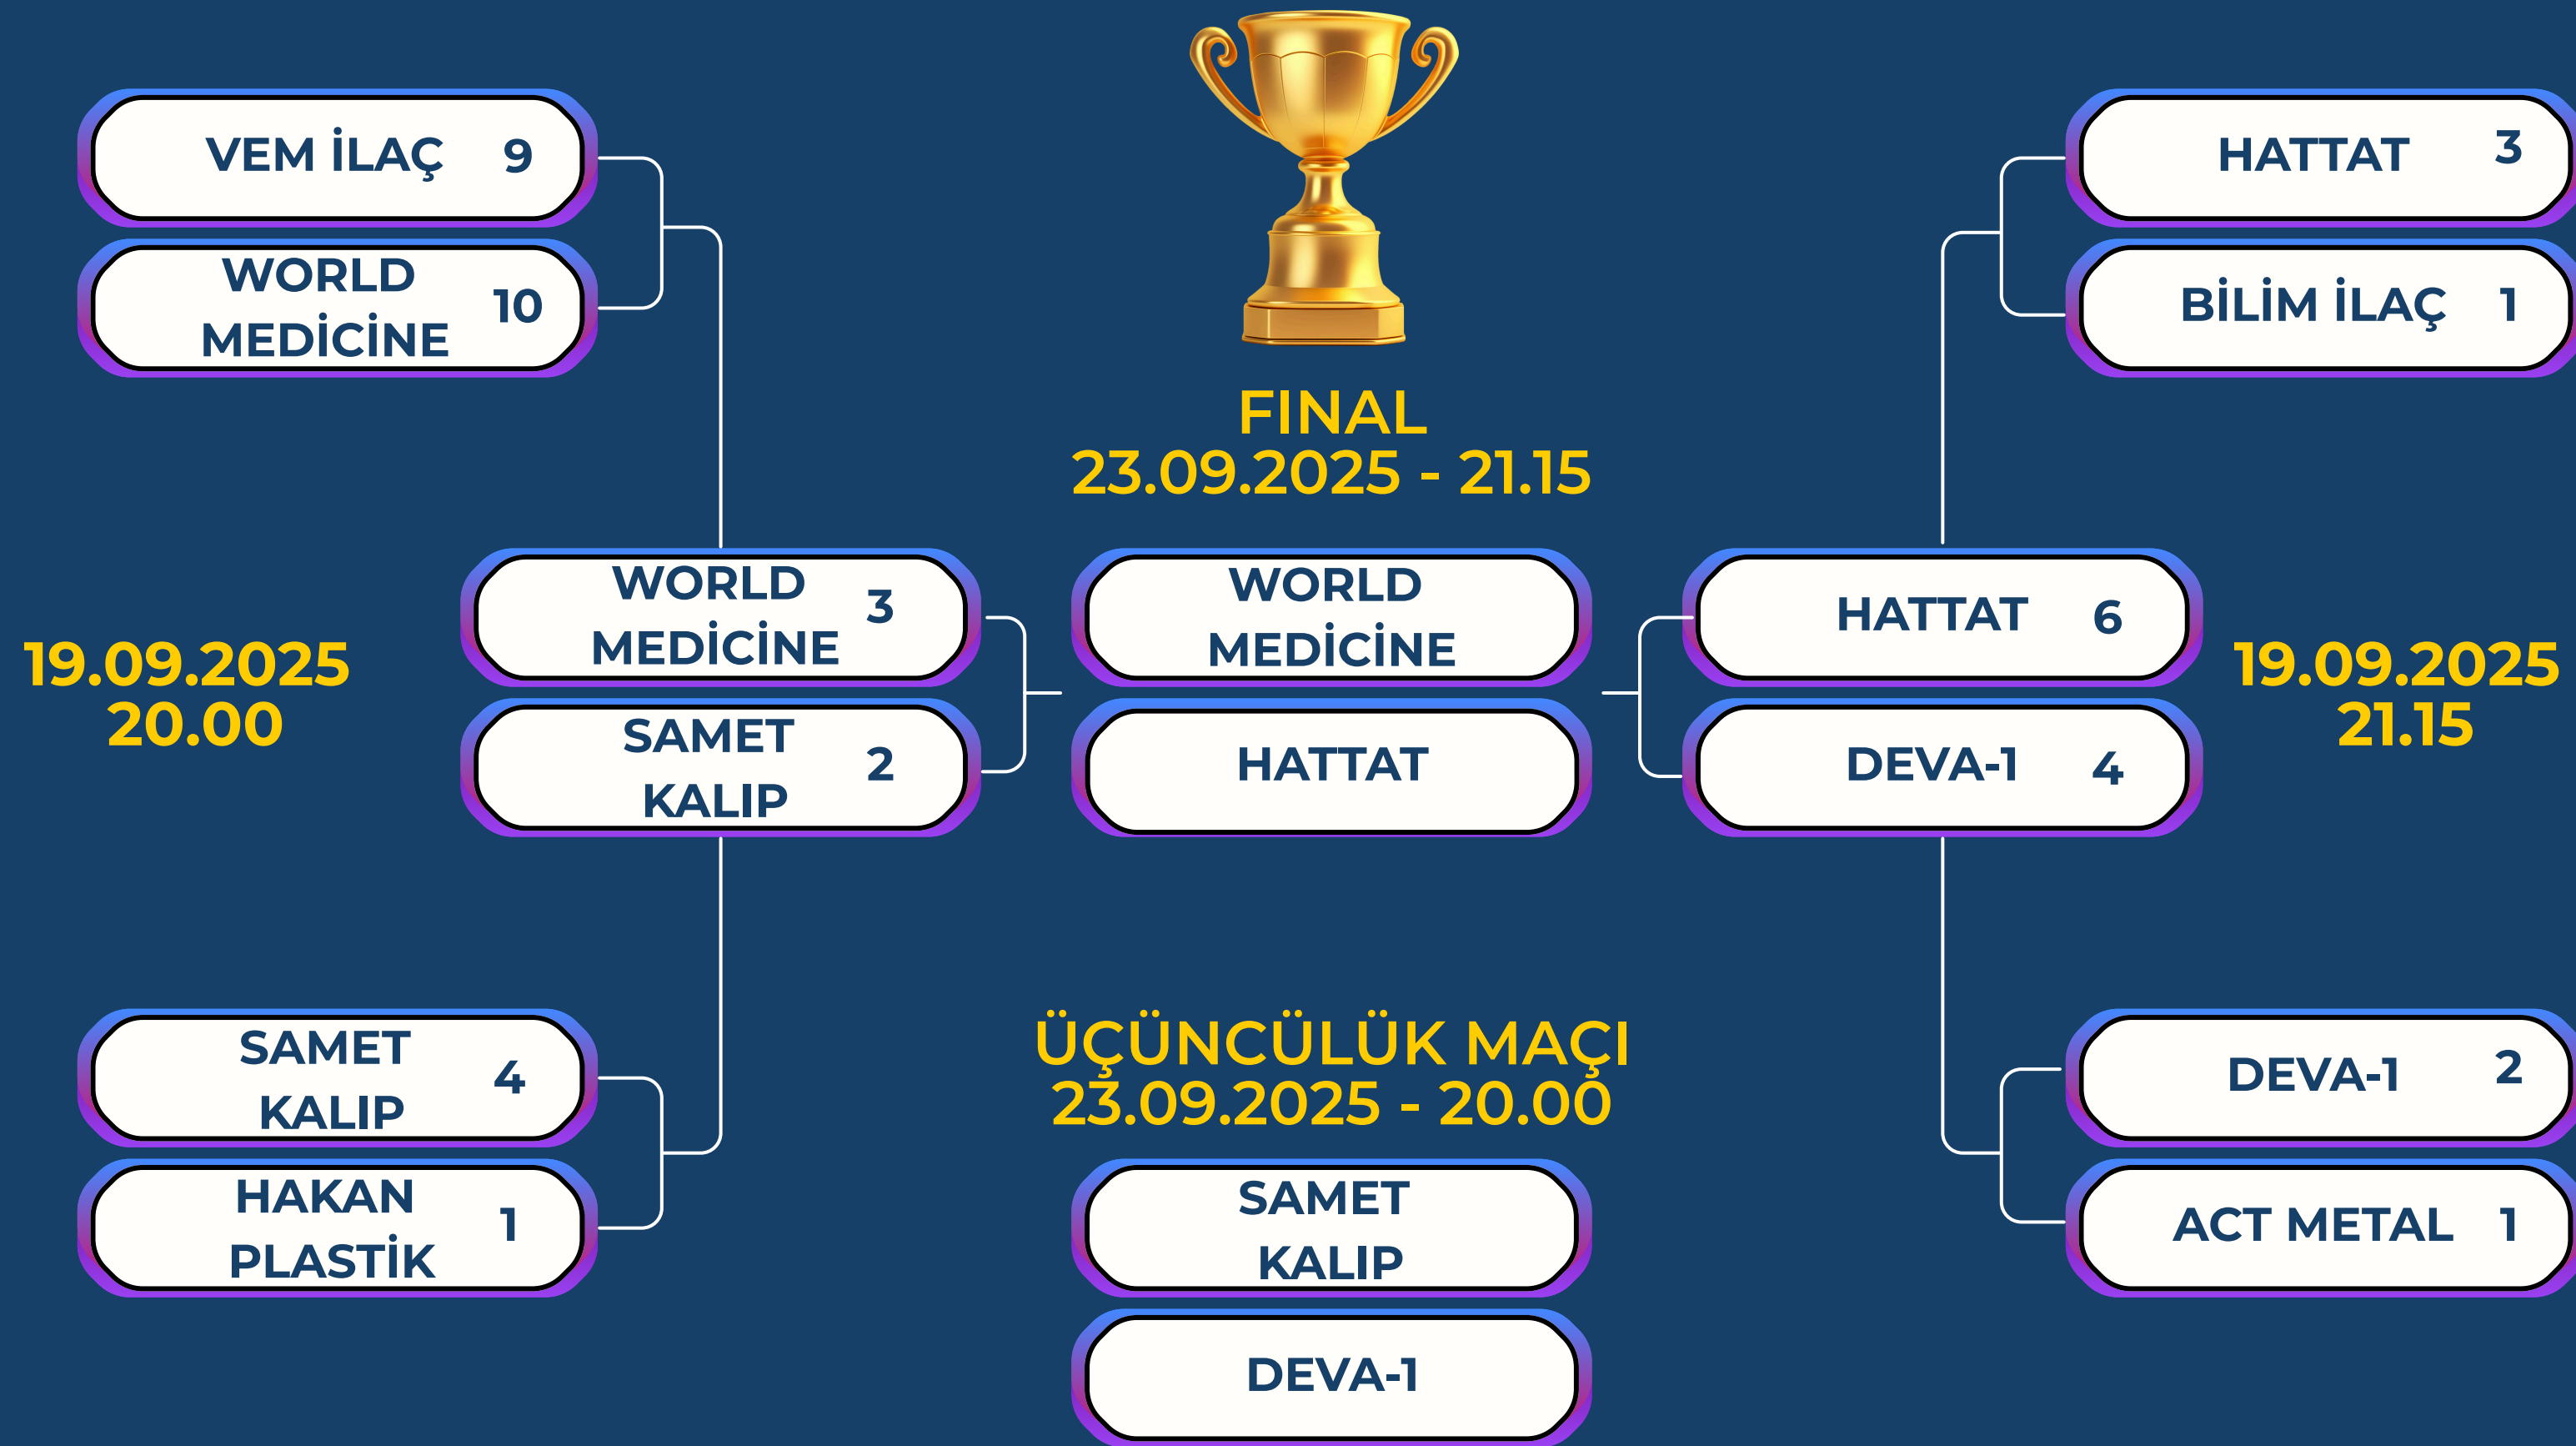 VEM İLAÇ 9
WORLD
MEDİCİNE 10
HATTAT 3
BİLİM İLAÇ 1
FINAL
23.09.2025 - 21.15
19.09.2025
20.00
WORLD
MEDİCİNE 3
SAMET
KALIP 2
WORLD
MEDİCİNE
HATTAT
HATTAT 6
DEVA-1 4
19.09.2025
21.15
SAMET
KALIP 4
HAKAN
PLASTİK 1
ÜÇÜNCÜLÜK MAÇI
23.09.2025 - 20.00
SAMET
KALIP
DEVA-1
DEVA-1 2
ACT METAL 1